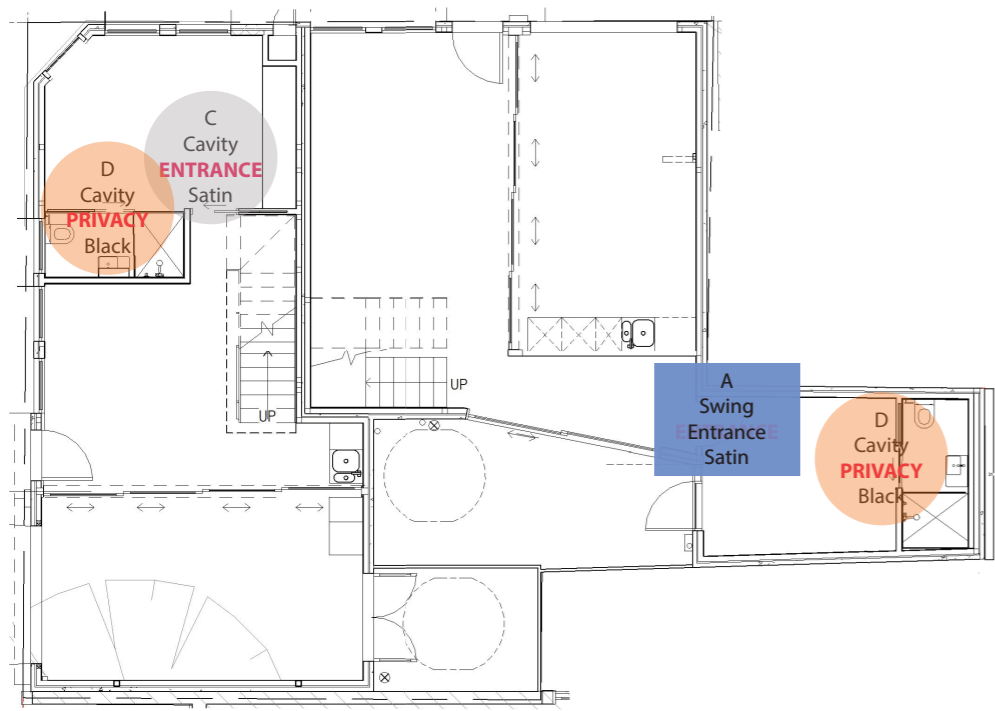 C
Cavity
ENTRANCE
Satin
D
Cavity
PRIVACY
Black
UP
UP
A
Swing
Entrance
Satin
D
Cavity
PRIVACY
Black